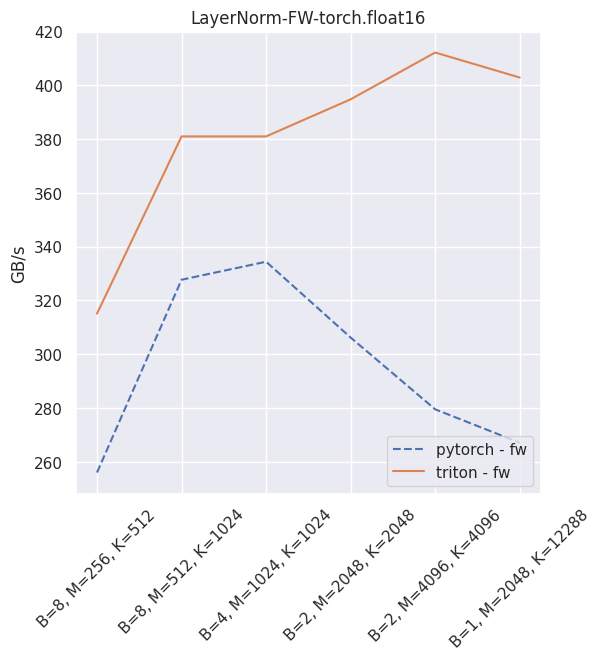 LayerNorm-FW-torch.float16
420
400
380
360
340
320
300
280
260
GB/s
pytorch - fw
triton - fw
B=8, M=256, K=512
B=8, M=512, K=1024
B=4, M=1024, K=1024
B=2, M=2048, K=2048
B=2, M=4096, K=4096
B=1, M=2048, K=12288